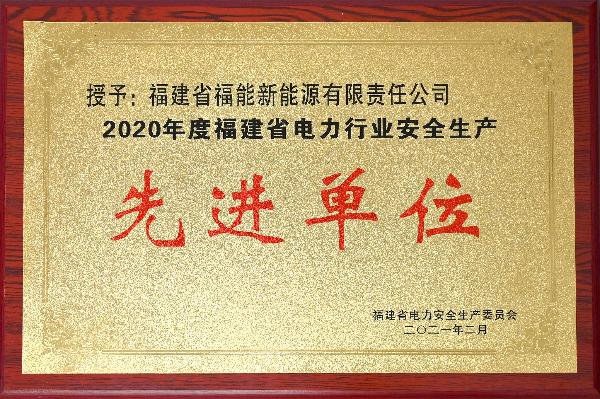 授予：福建省福能新能源有限责任公司
2020年度福建省电力行业安全生产
先进单位
福建省电力安全生产委员会
二〇二一年二月